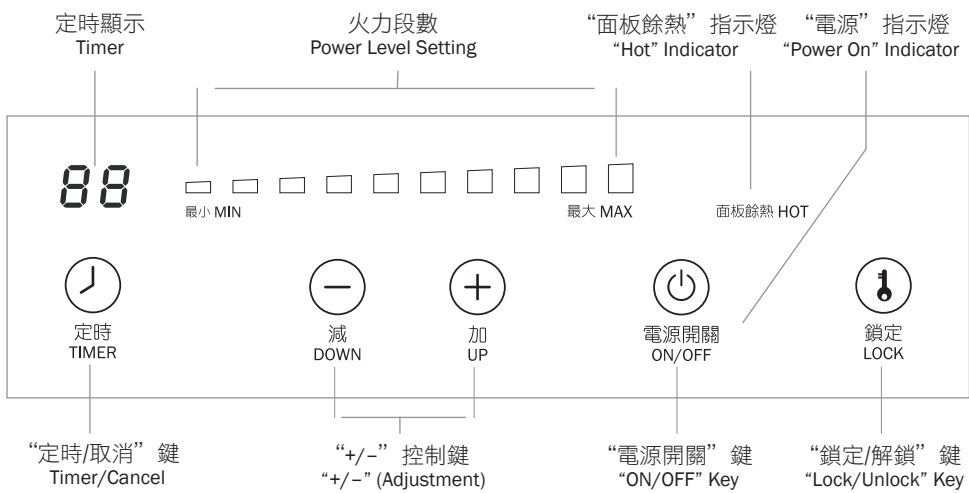 定時顯示
Timer
火力段數
Power Level Setting
“面板餘熱”指示燈
“Hot” Indicator
“電源”指示燈
“Power On” Indicator
88
最小 MIN
最大 MAX
面板餘熱 HOT
定時
TIMER
減
DOWN
加
UP
電源開關
ON/OFF
鎖定
LOCK
“定時/取消”鍵
Timer/Cancel
“+/–”控制鍵
“+/–” (Adjustment)
“電源開關”鍵
“ON/OFF” Key
“鎖定/解鎖”鍵
“Lock/Unlock” Key